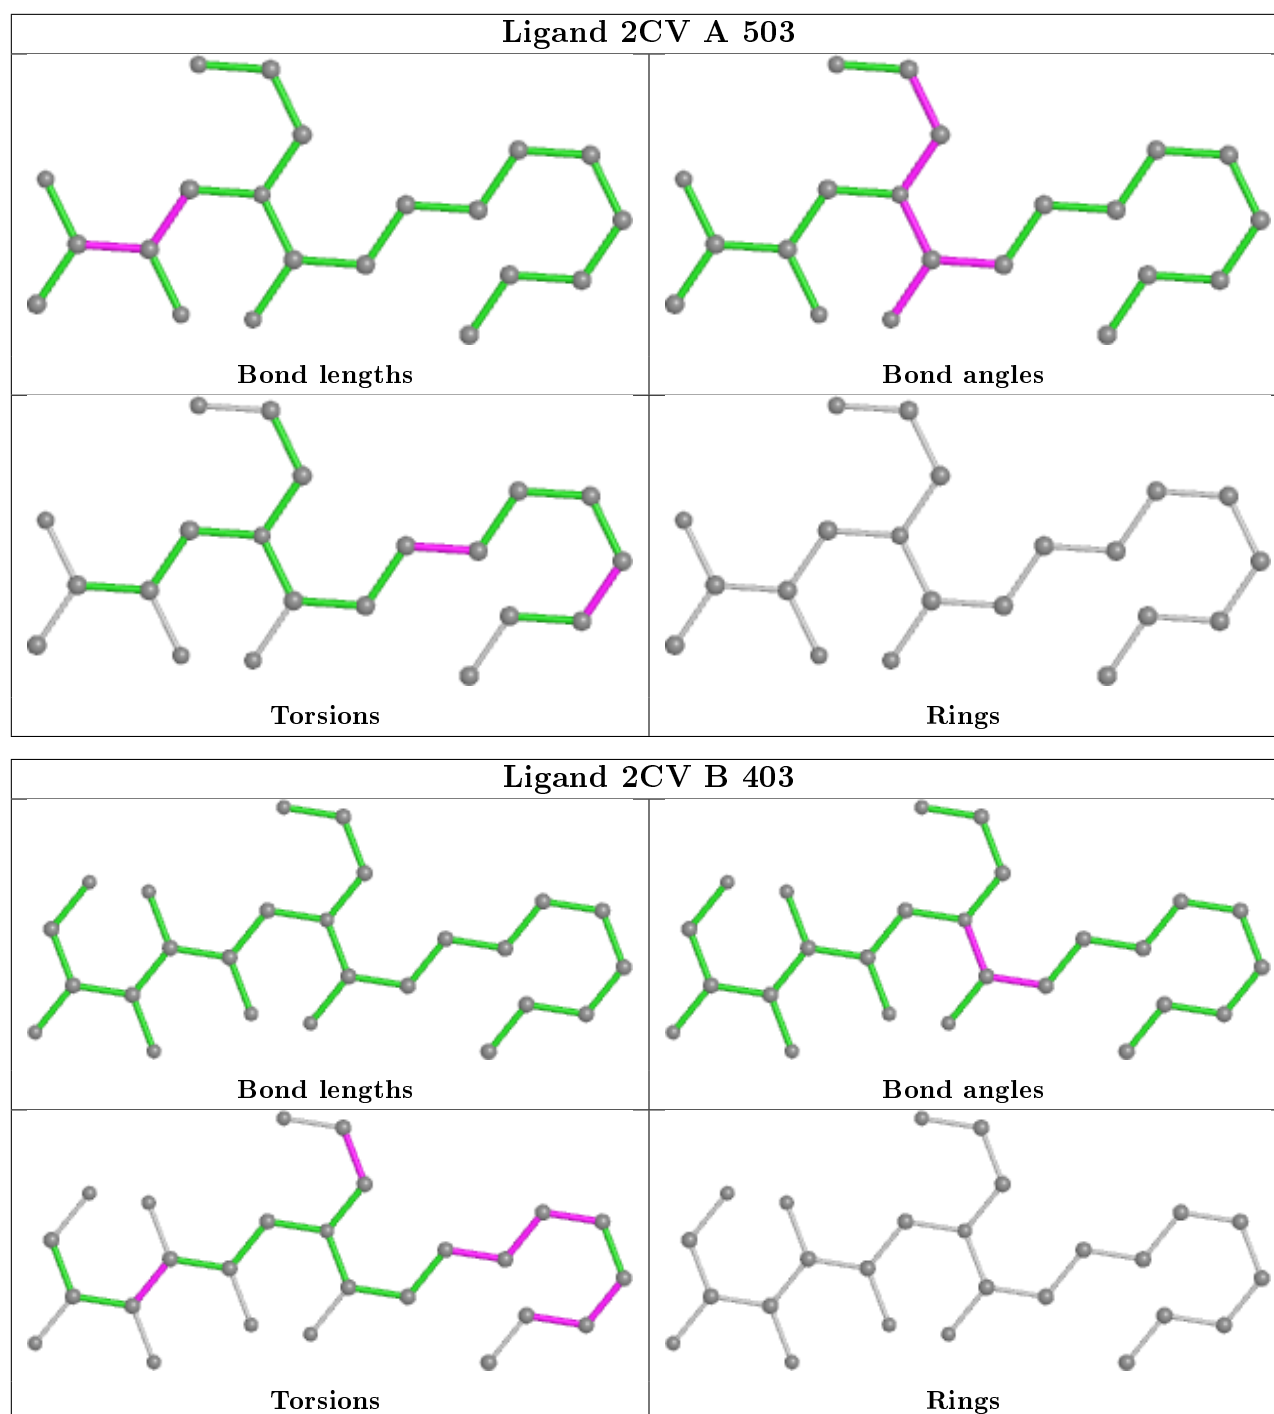 Ligand 2CV A 503
Bond lengths
Bond angles
Torsions
Rings
Ligand 2CV B 403
Bond lengths
Bond angles
Torsions
Rings